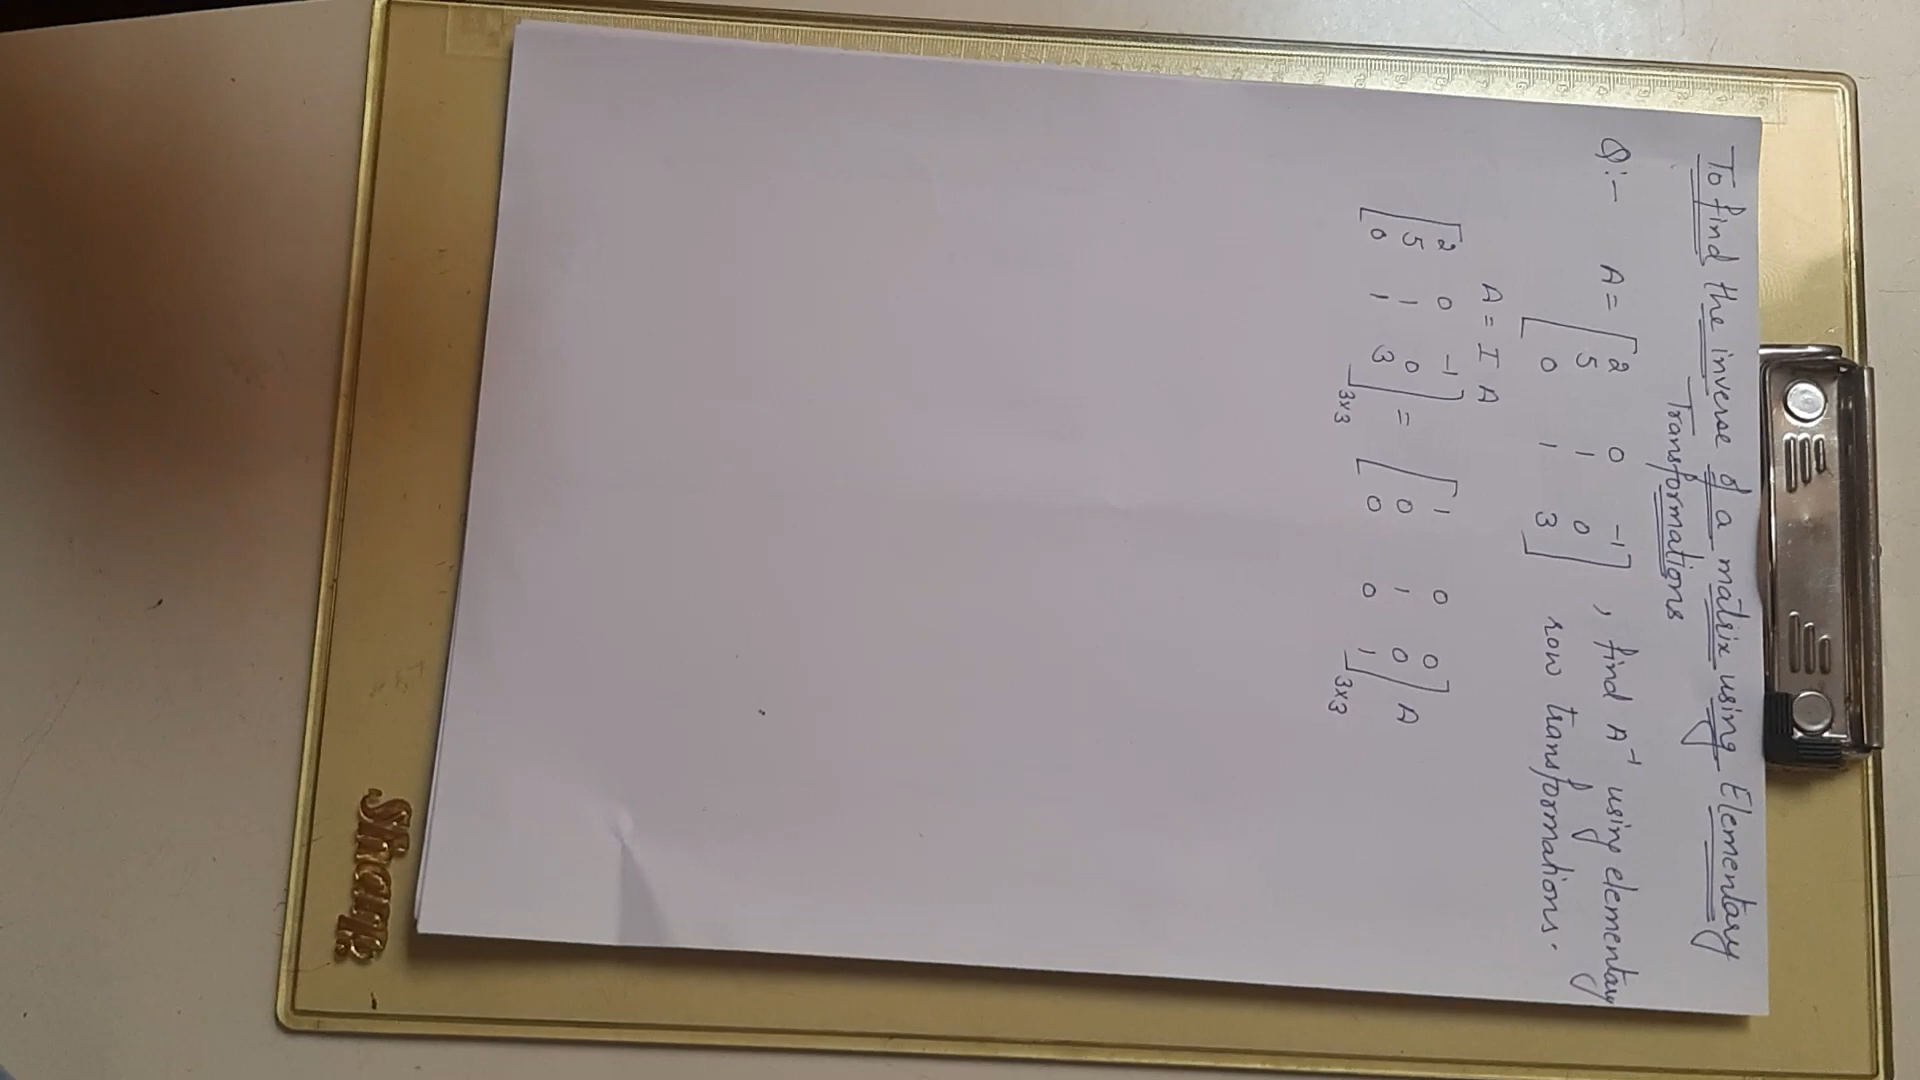 To find the inverse of a matrix using Elementary
Transformations
Q:- A = [2 0 -1
5 1 0
0 1 3] , find A⁻¹ using elementary
row transformations.
A = I A
[2 0 -1
5 1 0
0 1 3]3x3 = [1 0 0
0 1 0
0 0 1]3x3 A
Sharp